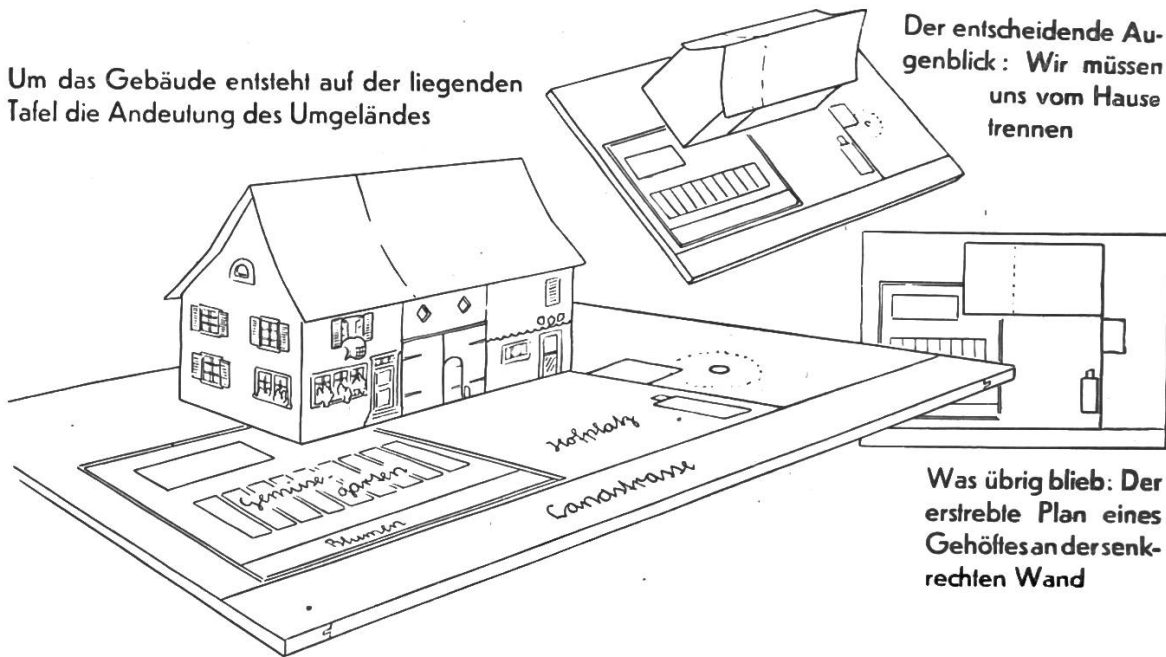 Um das Gebäude entsteht auf der liegenden
Tafel die Andeutung des Umgeländes
Der entscheidende Au-
genblick: Wir müssen
uns vom Hause
trennen
Hofplatz
Gemüse-
garten
Landstrasse
Blumen
Was übrig blieb: Der
erstrebte Plan eines
Gehöftes an der senk-
rechten Wand